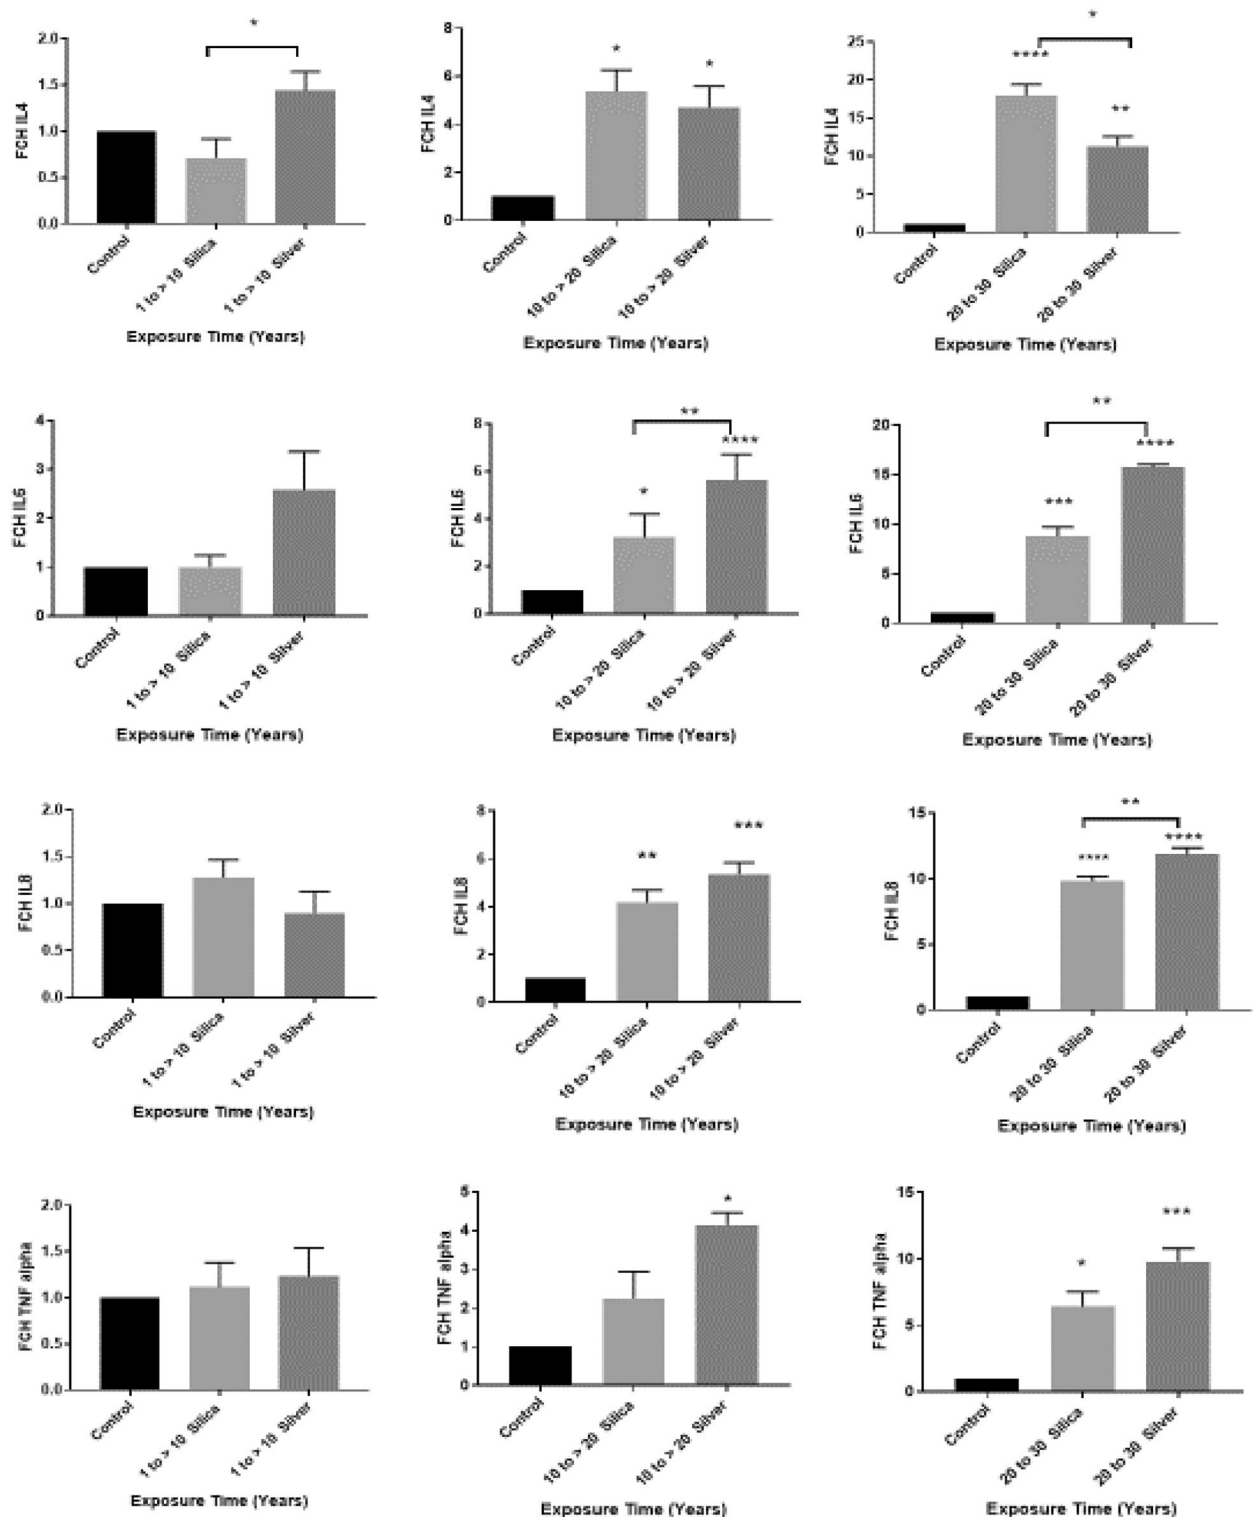 *
2.0
1.5
1.0
0.5
0.0
FCH IL4
Control
1 to > 10 Silica
1 to > 10 Silver
Exposure Time (Years)
8
6
4
2
0
FCH IL4
*
*
Control
10 to > 20 Silica
10 to > 20 Silver
Exposure Time (Years)
*
25
20
15
10
5
0
FCH IL4
****
**
Control
20 to 30 Silica
20 to 30 Silver
Exposure Time (Years)
4
3
2
1
0
FCH IL6
Control
1 to > 10 Silica
1 to > 10 Silver
Exposure Time (Years)
**
8
6
4
2
0
FCH IL6
*
****
Control
10 to > 20 Silica
10 to > 20 Silver
Exposure Time (Years)
**
20
15
10
5
0
FCH IL6
***
****
Control
20 to 30 Silica
20 to 30 Silver
Exposure Time (Years)
2.0
1.5
1.0
0.5
0.0
FCH IL8
Control
1 to > 10 Silica
1 to > 10 Silver
Exposure Time (Years)
8
6
4
2
0
FCH IL8
**
***
Control
10 to > 20 Silica
10 to > 20 Silver
Exposure Time (Years)
**
15
10
5
0
FCH IL8
****
****
Control
20 to 30 Silica
20 to 30 Silver
Exposure Time (Years)
2.0
1.5
1.0
0.5
0.0
FCH TNF alpha
Control
1 to > 10 Silica
1 to > 10 Silver
Exposure Time (Years)
5
4
3
2
1
0
FCH TNF alpha
*
Control
10 to > 20 Silica
10 to > 20 Silver
Exposure Time (Years)
15
10
5
0
FCH TNF alpha
*
***
Control
20 to 30 Silica
20 to 30 Silver
Exposure Time (Years)